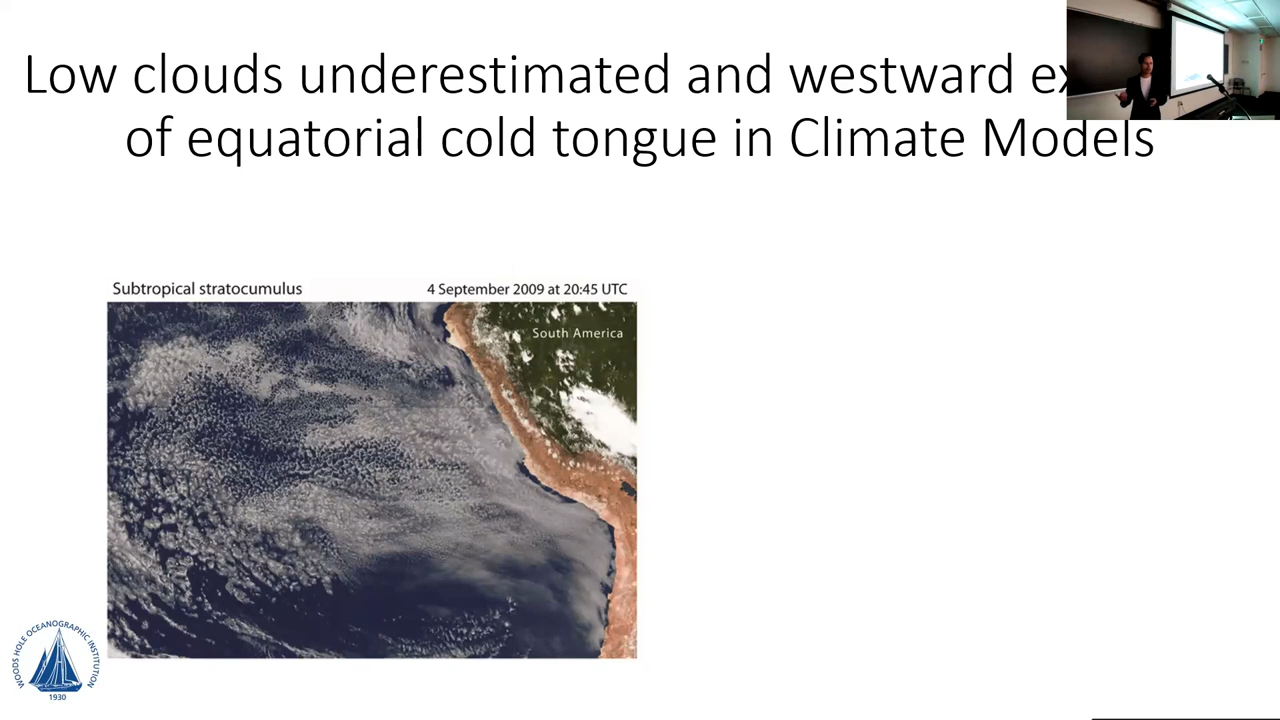 Low clouds underestimated and westward
of equatorial cold tongue in Climate Models
Subtropical stratocumulus
4 September 2009 at 20:45 UTC
South America
WOODS HOLE OCEANOGRAPHIC INSTITUTION
1930